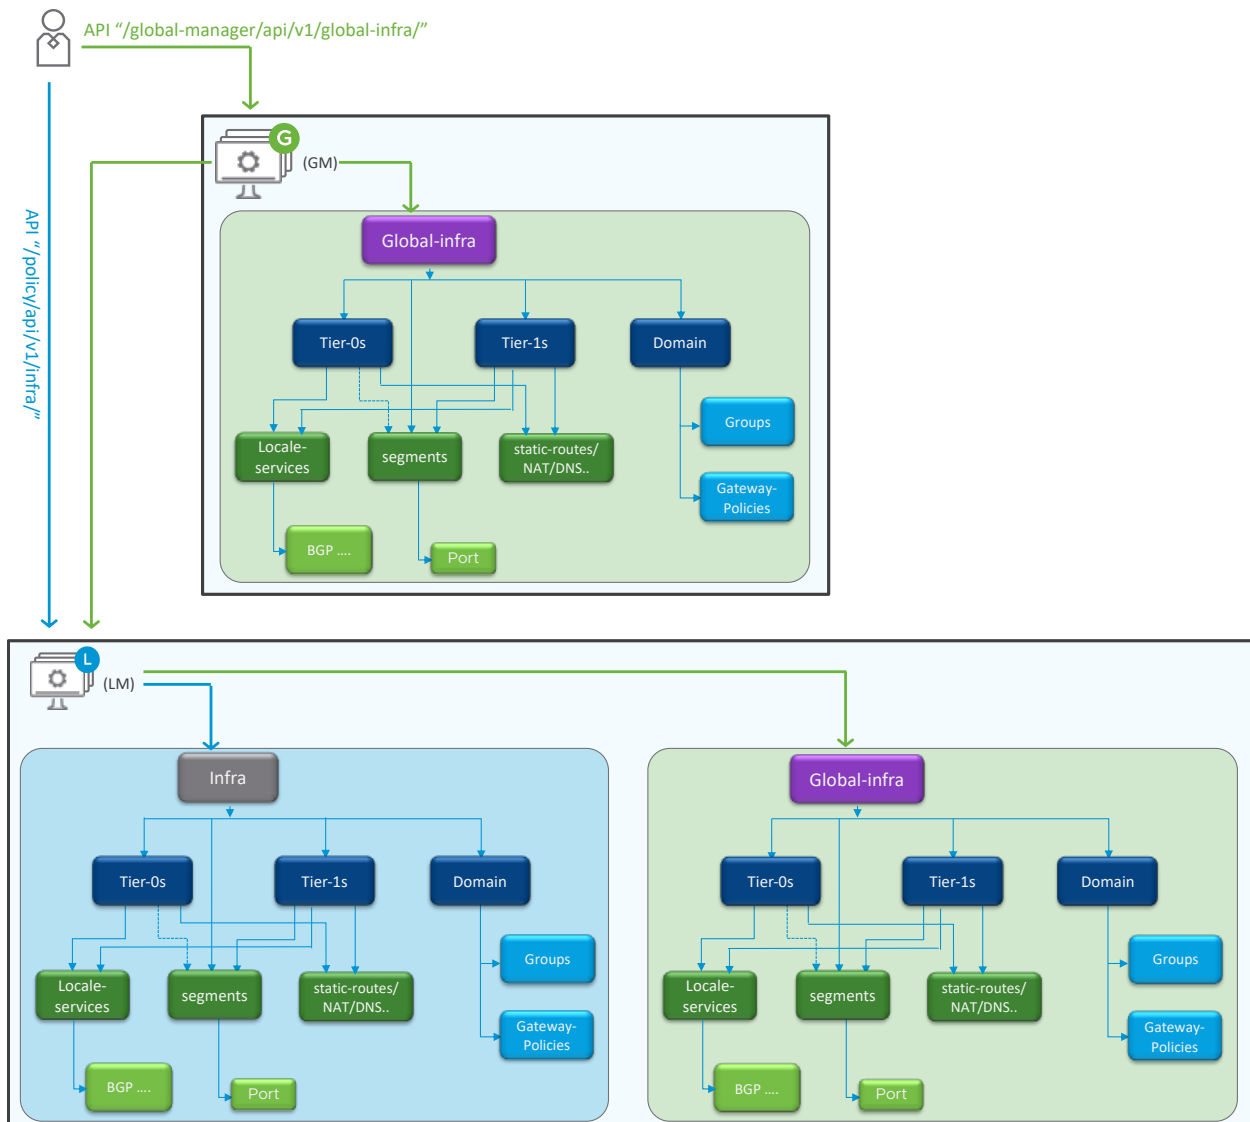 API “/global-manager/api/v1/global-infra/”
G
(GM)
API “/policy/api/v1/infra/”
Global-infra
Tier-0s
Tier-1s
Domain
Groups
Locale-
services
segments
static-routes/
NAT/DNS..
Gateway-
Policies
BGP ....
Port
L
(LM)
Infra
Tier-0s
Tier-1s
Domain
Groups
Locale-
services
segments
static-routes/
NAT/DNS..
Gateway-
Policies
BGP ....
Port
Global-infra
Tier-0s
Tier-1s
Domain
Groups
Locale-
services
segments
static-routes/
NAT/DNS..
Gateway-
Policies
BGP ....
Port